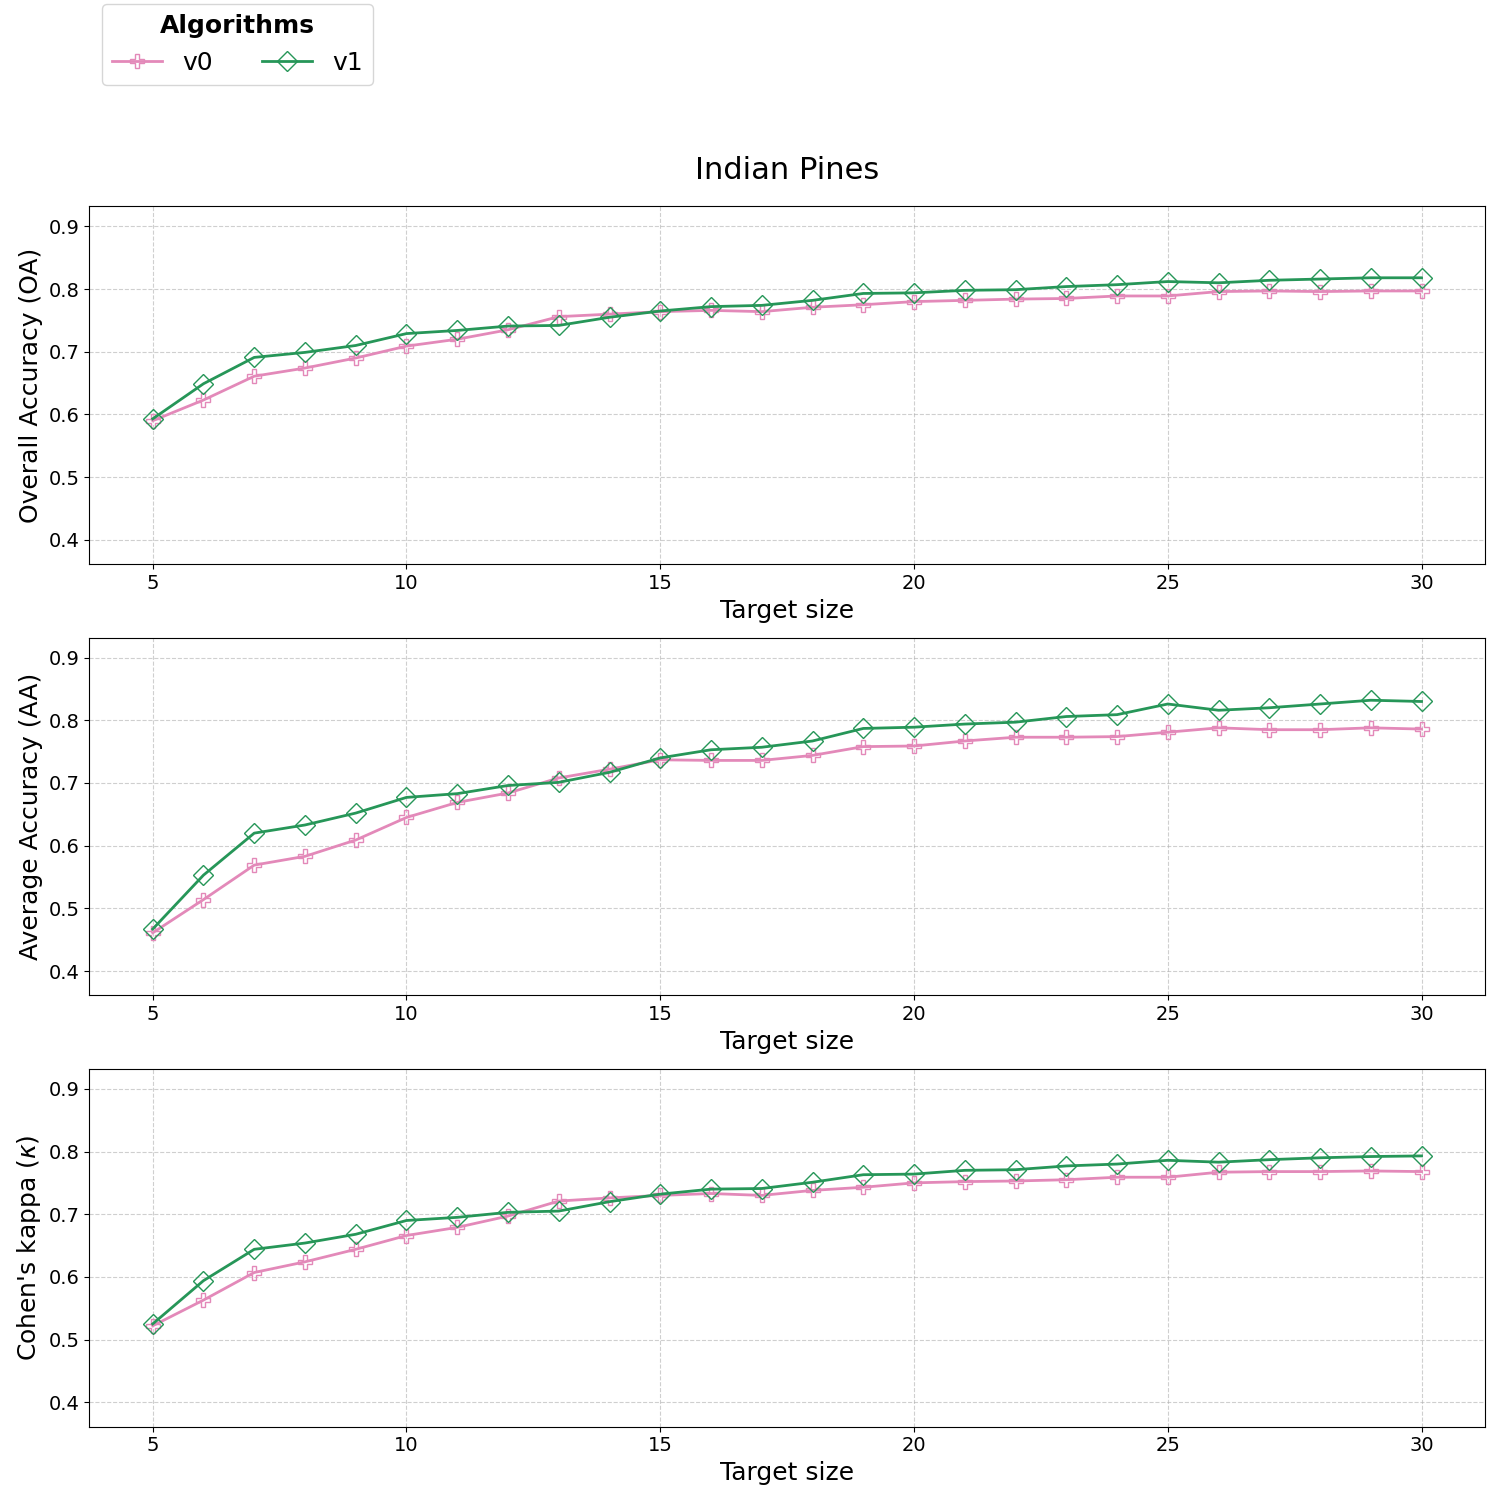 Algorithms
v0 v1
Indian Pines
Overall Accuracy (OA)
0.9
0.8
0.7
0.6
0.5
0.4
5 10 15 20 25 30
Target size
Average Accuracy (AA)
0.9
0.8
0.7
0.6
0.5
0.4
5 10 15 20 25 30
Target size
Cohen's kappa (κ)
0.9
0.8
0.7
0.6
0.5
0.4
5 10 15 20 25 30
Target size